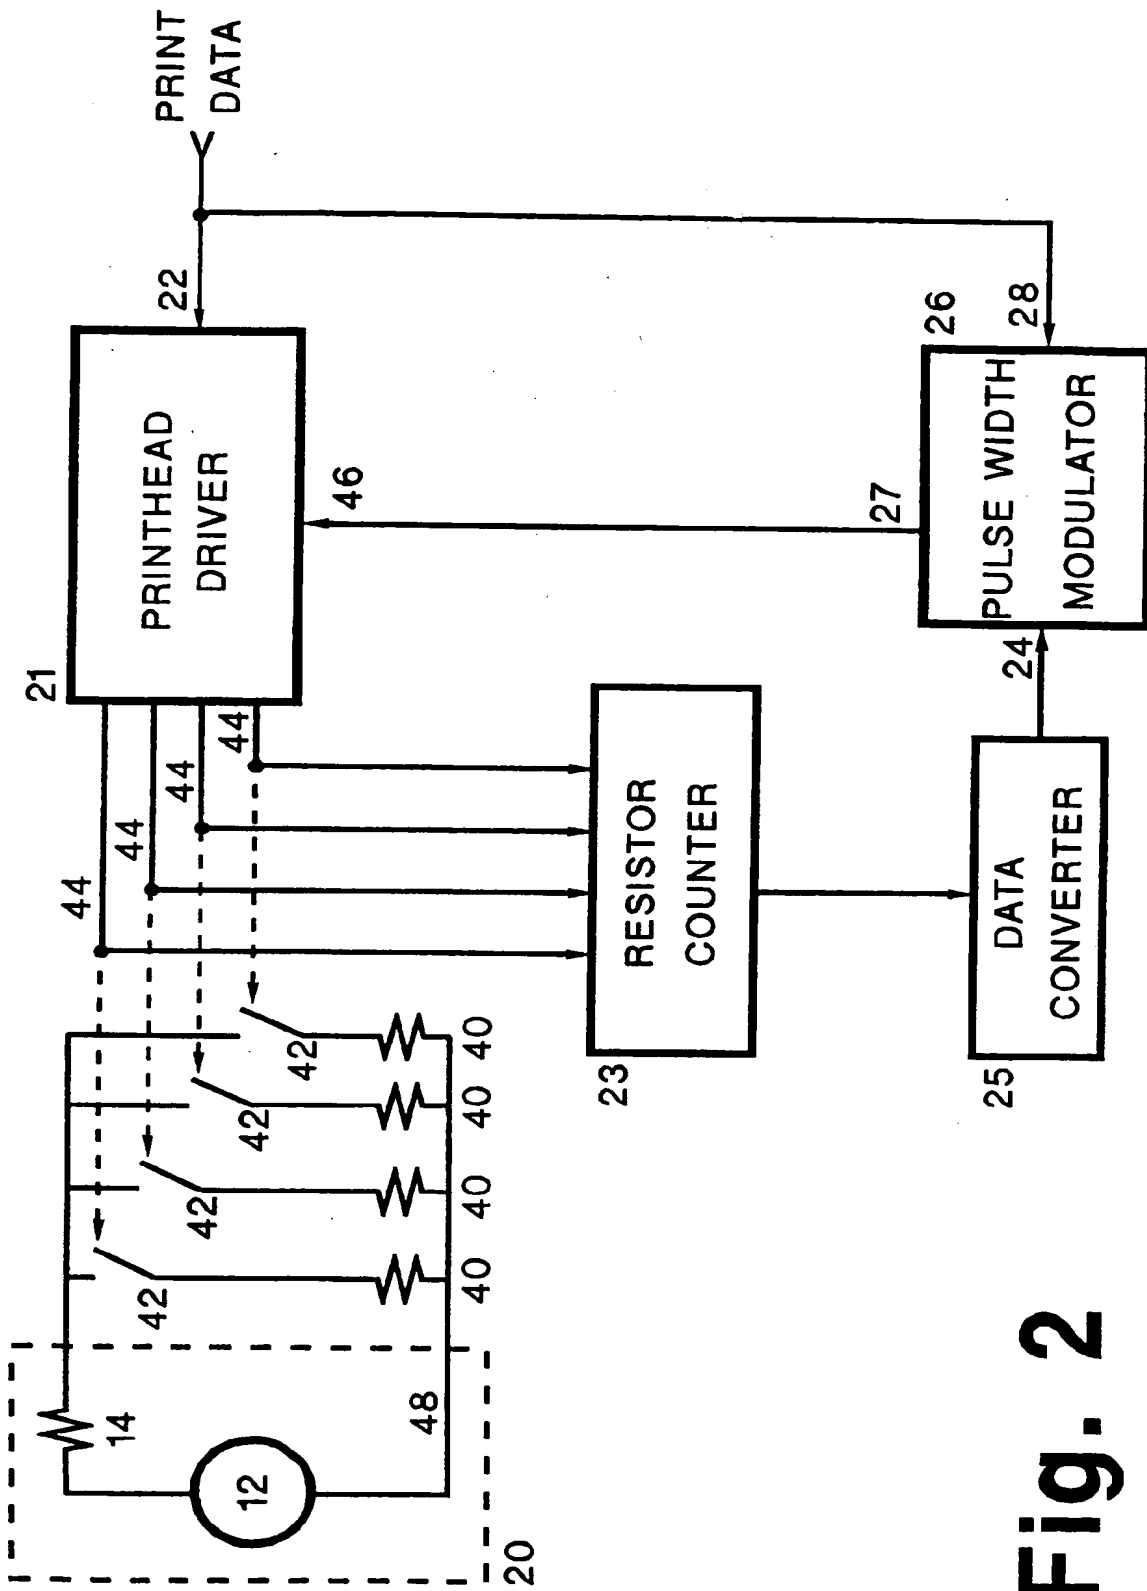 20
12
14
48
42
42
42
42
40
40
40
40
44
44
44
44
21
PRINTHEAD
DRIVER
22
PRINT
DATA
46
23
RESISTOR
COUNTER
25
DATA
CONVERTER
24
27
PULSE WIDTH
MODULATOR
26
28
Fig. 2